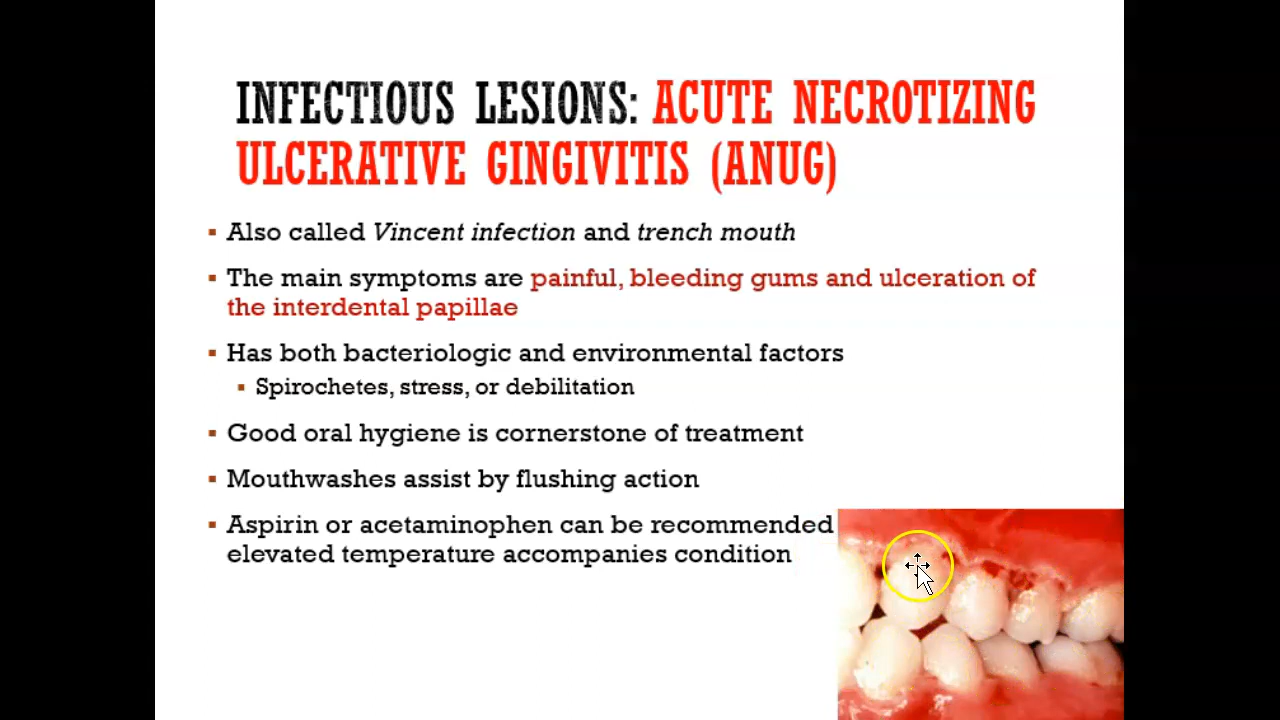 INFECTIOUS LESIONS: ACUTE NECROTIZING
ULCERATIVE GINGIVITIS (ANUG)
Also called Vincent infection and trench mouth
The main symptoms are painful, bleeding gums and ulceration of
the interdental papillae
Has both bacteriologic and environmental factors
Spirochetes, stress, or debilitation
Good oral hygiene is cornerstone of treatment
Mouthwashes assist by flushing action
Aspirin or acetaminophen can be recommended
elevated temperature accompanies condition